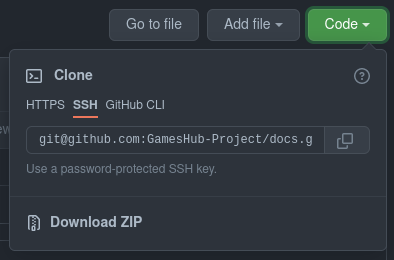 Go to file Add file Code
Clone
HTTPS SSH GitHub CLI
git@github.com:GamesHub-Project/docs.g
Use a password-protected SSH key.
Download ZIP